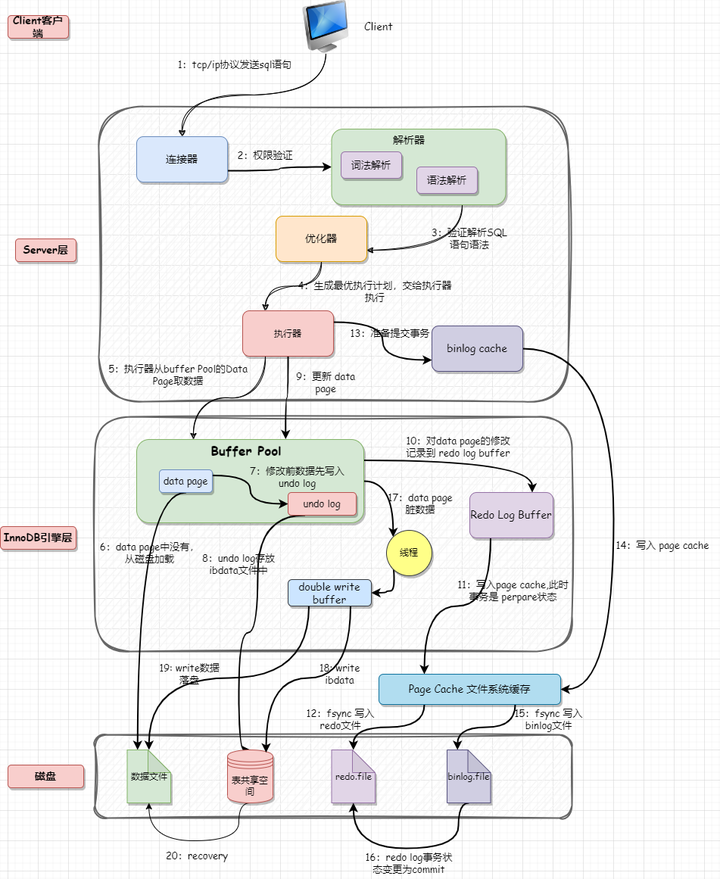 Client客户
端
Client
1：tcp/ip协议发送sql语句
连接器
2：权限验证
解析器
词法解析
语法解析
优化器
3：验证解析SQL
语句语法
Server层
4：生成最优执行计划，交给执行器
执行
执行器
13：准备提交事务
binlog cache
5：执行器从buffer Pool的Data
Page取数据
9：更新 data
page
Buffer Pool
10：对data page的修改
记录到 redo log buffer
data page
7：修改前数据先写入
undo log
undo log
17：data page
脏数据
Redo Log Buffer
InnoDB引擎层
6：data page中没有，
从磁盘加载
8：undo log存放
ibdata文件中
线程
14：写入 page cache
double write
buffer
11：写入page cache,此时
事务是 perpare状态
19：write数据
落盘
18：write
ibdata
Page Cache 文件系统缓存
12：fsync 写入
redo文件
15：fsync 写入
binlog文件
磁盘
数据文件
表共享空
间
redo.file
binlog.file
20：recovery
16：redo log事务状
态变更为commit